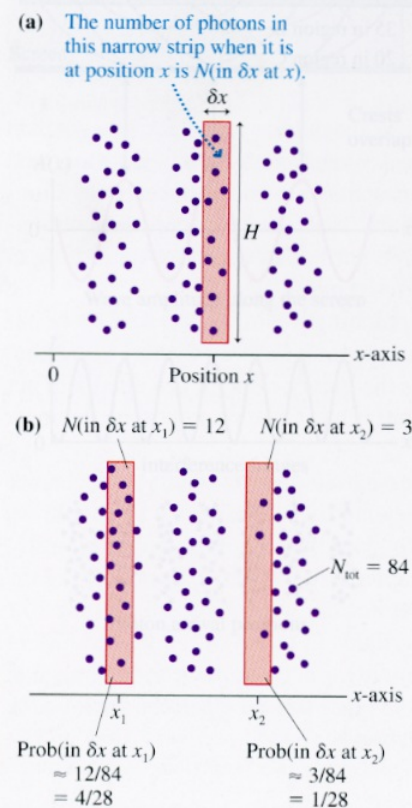 (a) The number of photons in
this narrow strip when it is
at position x is N(in δx at x).
δx
H
x-axis
0
Position x
(b) N(in δx at x₁) = 12
N(in δx at x₂) = 3
Nₜₒₜ = 84
x-axis
x₁
x₂
Prob(in δx at x₁)
≈ 12/84
= 4/28
Prob(in δx at x₂)
≈ 3/84
= 1/28